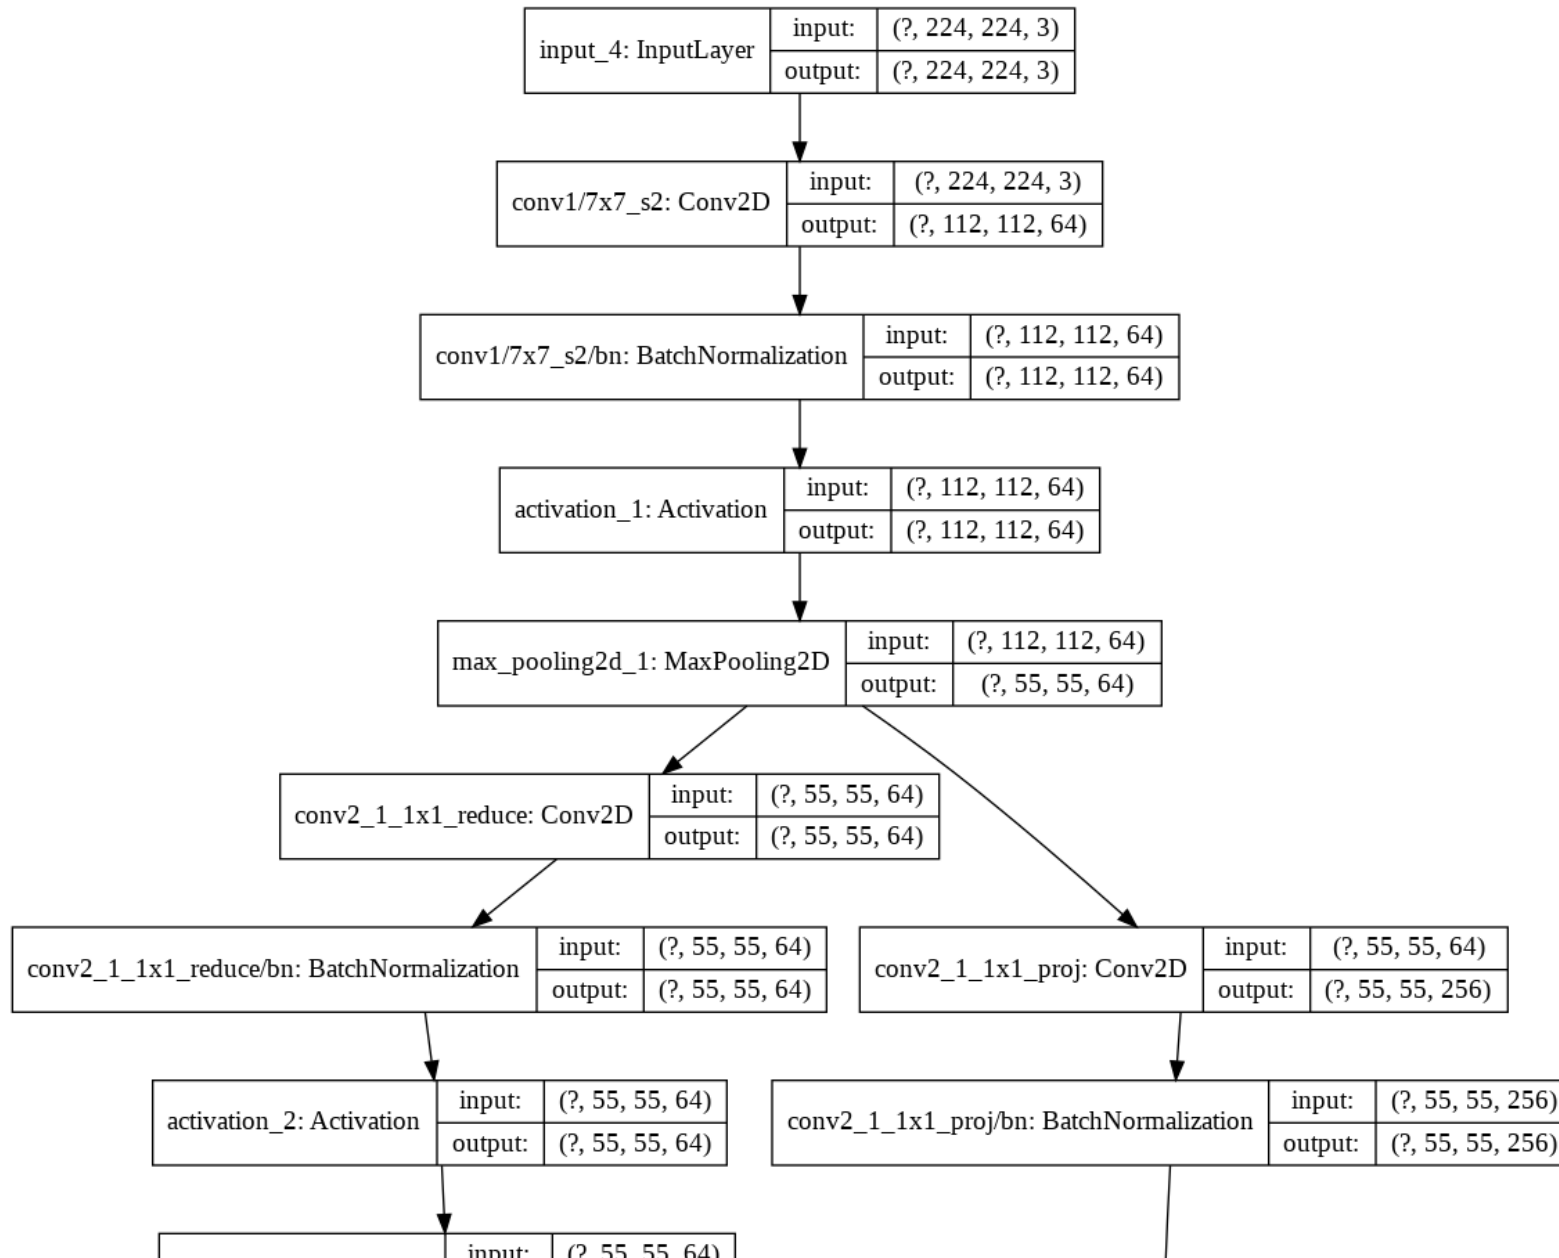 input_4: InputLayer
input: (?, 224, 224, 3)
output: (?, 224, 224, 3)
conv1/7x7_s2: Conv2D
input: (?, 224, 224, 3)
output: (?, 112, 112, 64)
conv1/7x7_s2/bn: BatchNormalization
input: (?, 112, 112, 64)
output: (?, 112, 112, 64)
activation_1: Activation
input: (?, 112, 112, 64)
output: (?, 112, 112, 64)
max_pooling2d_1: MaxPooling2D
input: (?, 112, 112, 64)
output: (?, 55, 55, 64)
conv2_1_1x1_reduce: Conv2D
input: (?, 55, 55, 64)
output: (?, 55, 55, 64)
conv2_1_1x1_reduce/bn: BatchNormalization
input: (?, 55, 55, 64)
output: (?, 55, 55, 64)
conv2_1_1x1_proj: Conv2D
input: (?, 55, 55, 64)
output: (?, 55, 55, 256)
activation_2: Activation
input: (?, 55, 55, 64)
output: (?, 55, 55, 64)
conv2_1_1x1_proj/bn: BatchNormalization
input: (?, 55, 55, 256)
output: (?, 55, 55, 256)
input: (?, 55, 55, 64)